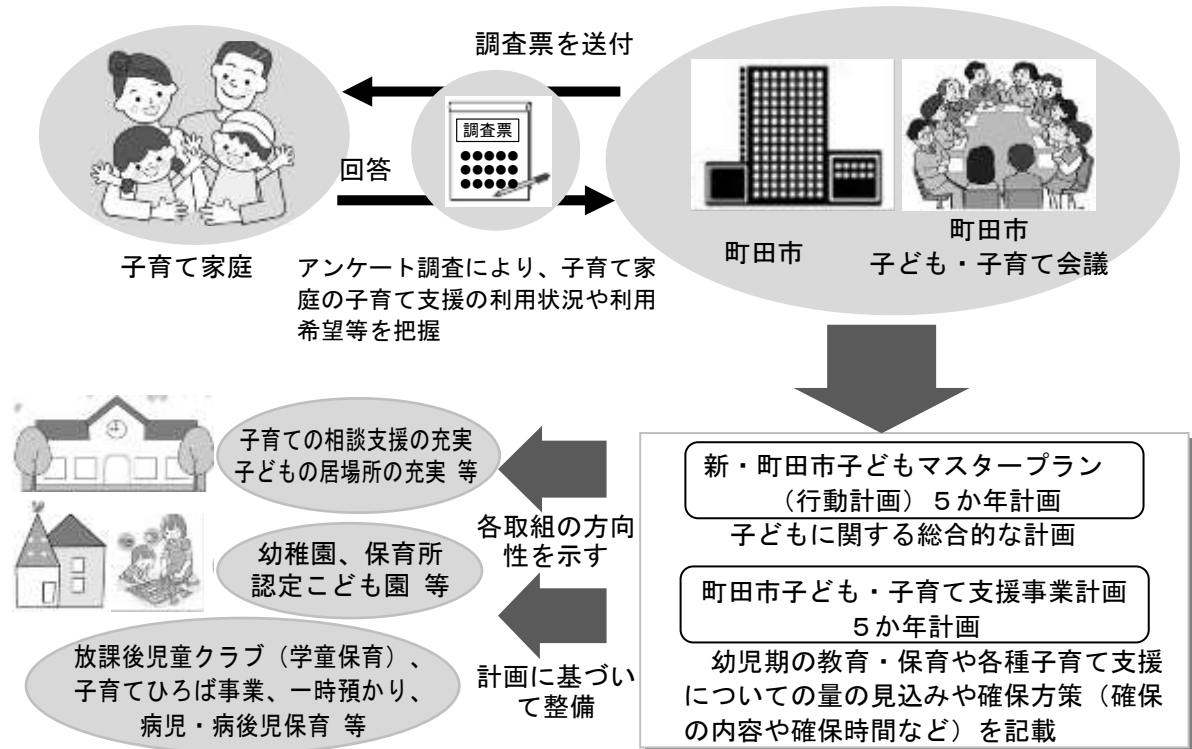 調査票を送付
調査票
回答
子育て家庭
アンケート調査により、子育て家
庭の子育て支援の利用状況や利用
希望等を把握
町田市
町田市
子ども・子育て会議
新・町田市子どもマスタープラン
（行動計画）５か年計画
子どもに関する総合的な計画
町田市子ども・子育て支援事業計画
５か年計画
幼児期の教育・保育や各種子育て支援
についての量の見込みや確保方策（確保
の内容や確保時間など）を記載
各取組の方向
性を示す
計画に基づい
て整備
子育ての相談支援の充実
子どもの居場所の充実 等
幼稚園、保育所
認定こども園 等
放課後児童クラブ（学童保育）、
子育てひろば事業、一時預かり、
病児・病後児保育 等